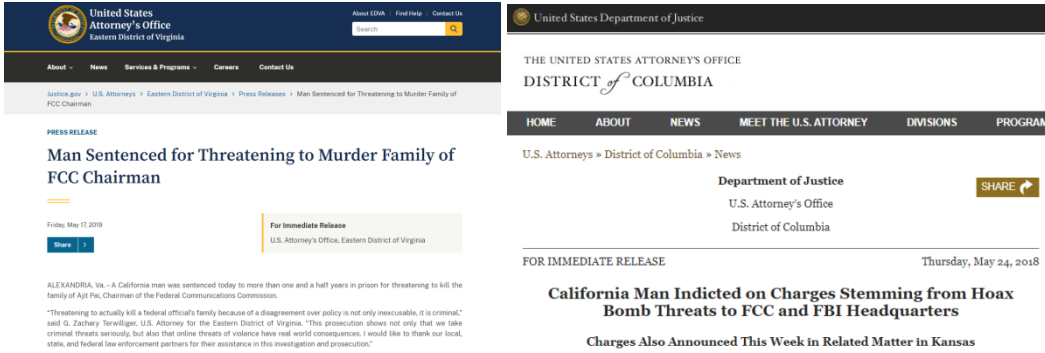 United States
Attorney's Office
Eastern District of Virginia
About EDVA | Find Help | Contact Us
Search
About News Services & Programs Careers Contact Us
Justice.gov > U.S. Attorneys > Eastern District of Virginia > Press Releases > Man Sentenced for Threatening to Murder Family of
FCC Chairman
PRESS RELEASE
Man Sentenced for Threatening to Murder Family of
FCC Chairman
Friday, May 17, 2019
Share >
For Immediate Release
U.S. Attorney's Office, Eastern District of Virginia
ALEXANDRIA, Va. – A California man was sentenced today to more than one and a half years in prison for threatening to kill the
family of Ajit Pai, Chairman of the Federal Communications Commission.
“Threatening to actually kill a federal official's family because of a disagreement over policy is not only inexcusable, it is criminal,”
said G. Zachary Terwilliger, U.S. Attorney for the Eastern District of Virginia. “This prosecution shows not only that we take
criminal threats seriously, but also that online threats of violence have real world consequences. I would like to thank our local,
state, and federal law enforcement partners for their assistance in this investigation and prosecution.”
United States Department of Justice
THE UNITED STATES ATTORNEY'S OFFICE
DISTRICT of COLUMBIA
HOME ABOUT NEWS MEET THE U.S. ATTORNEY DIVISIONS PROGRAM
U.S. Attorneys » District of Columbia » News
Department of Justice
SHARE
U.S. Attorney's Office
District of Columbia
FOR IMMEDIATE RELEASE
Thursday, May 24, 2018
California Man Indicted on Charges Stemming from Hoax
Bomb Threats to FCC and FBI Headquarters
Charges Also Announced This Week in Related Matter in Kansas